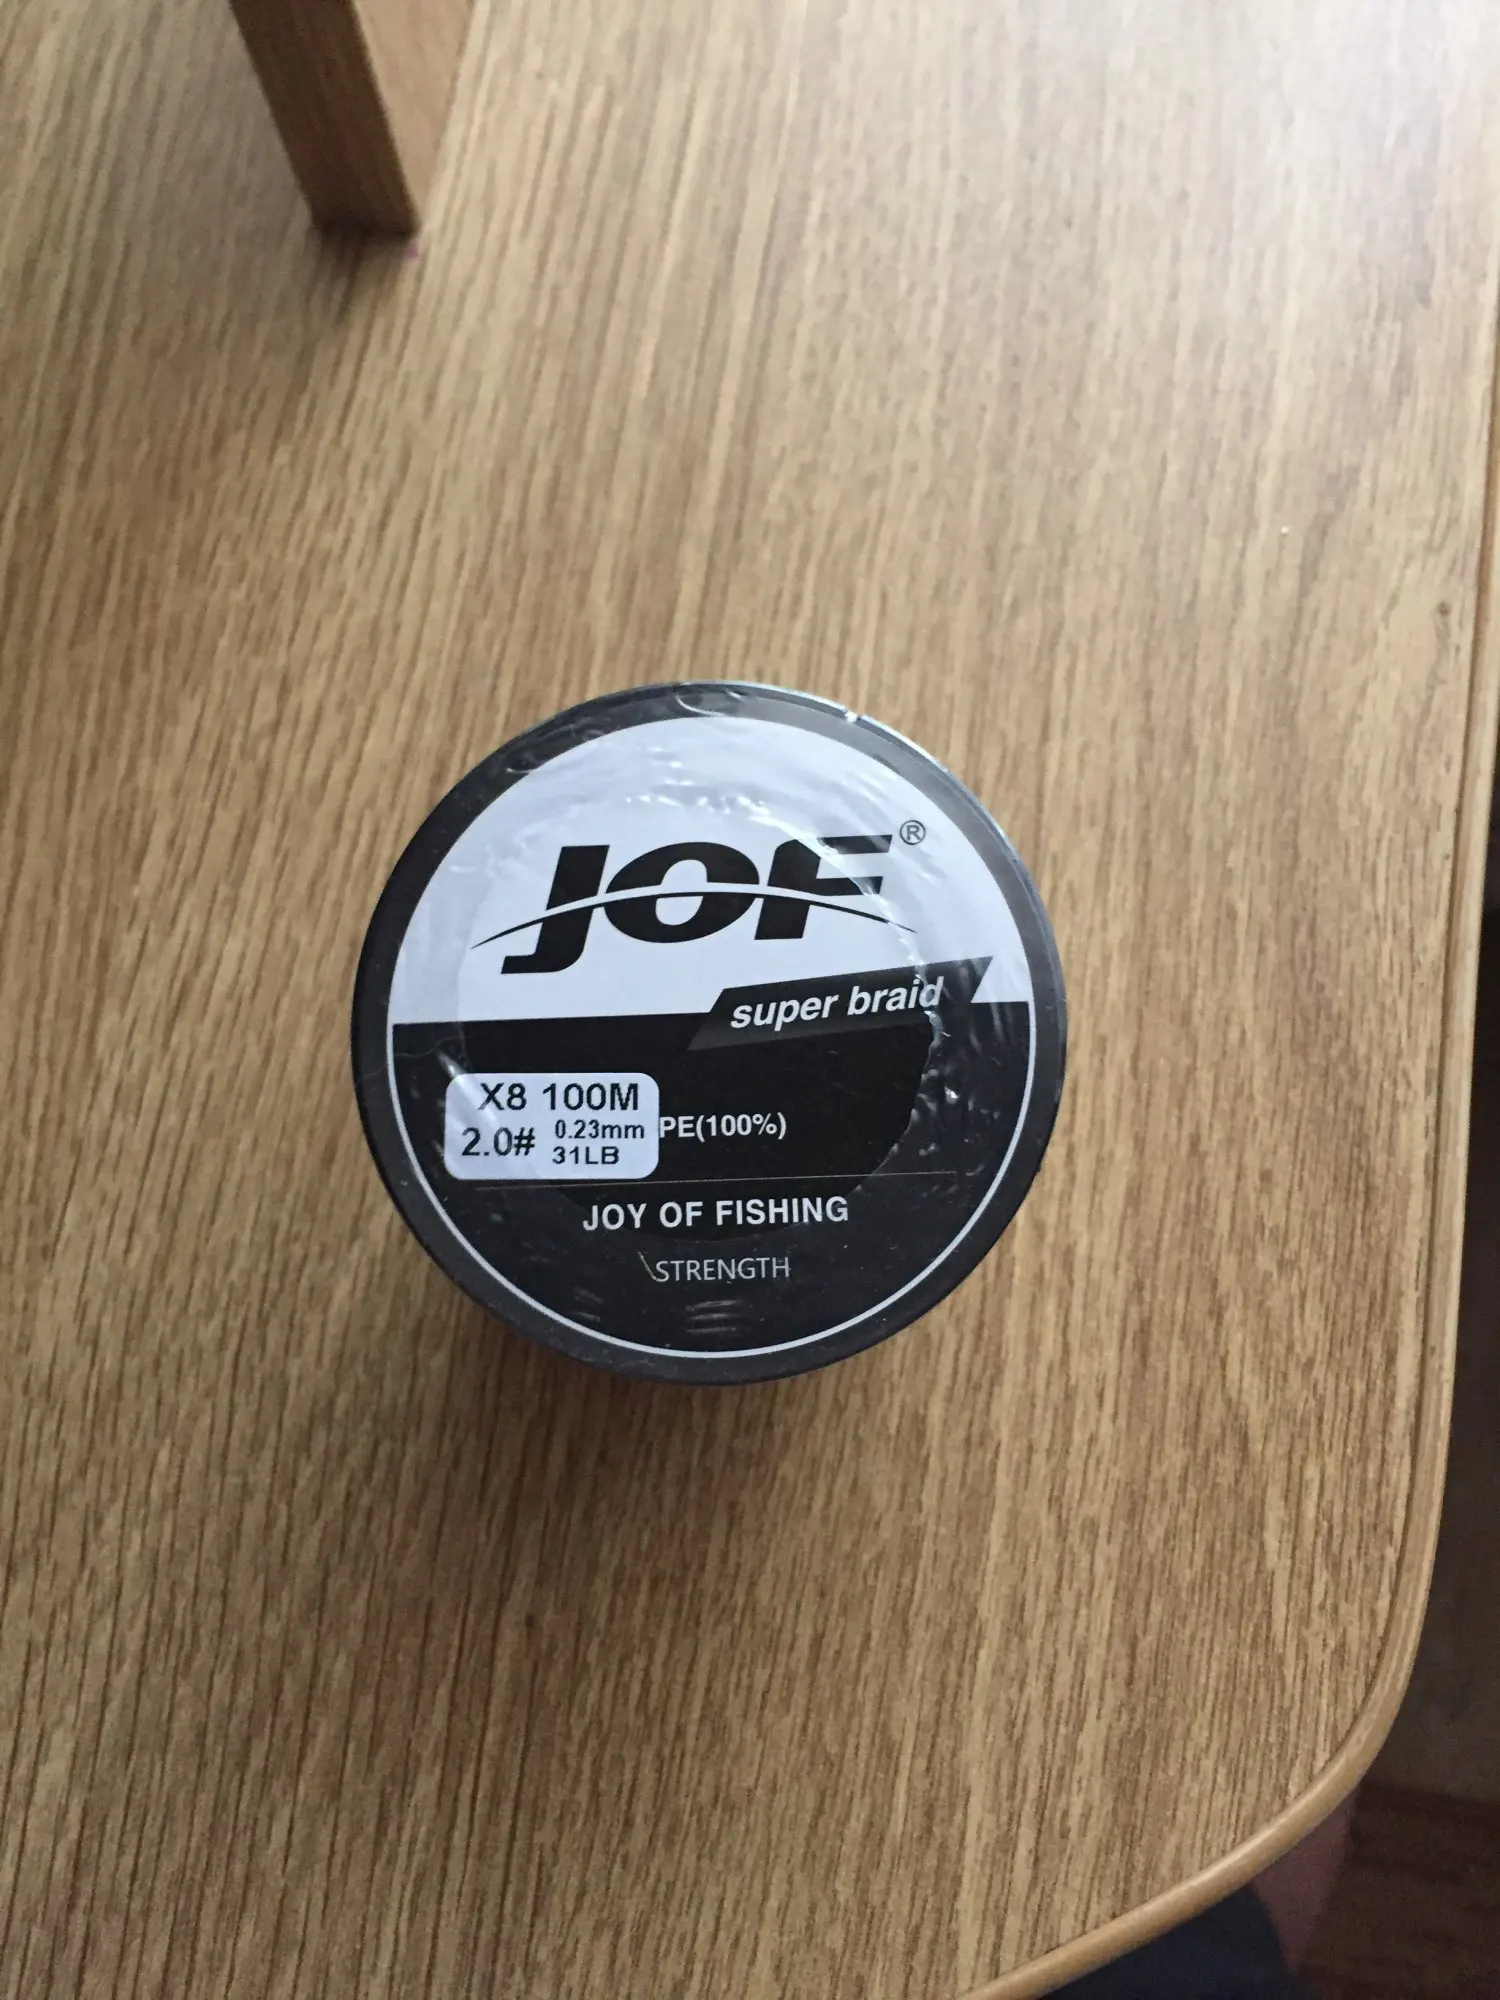 JOF®
super braid
X8 100M
2.0# 0.23mm
31LB
PE(100%)
JOY OF FISHING
STRENGTH